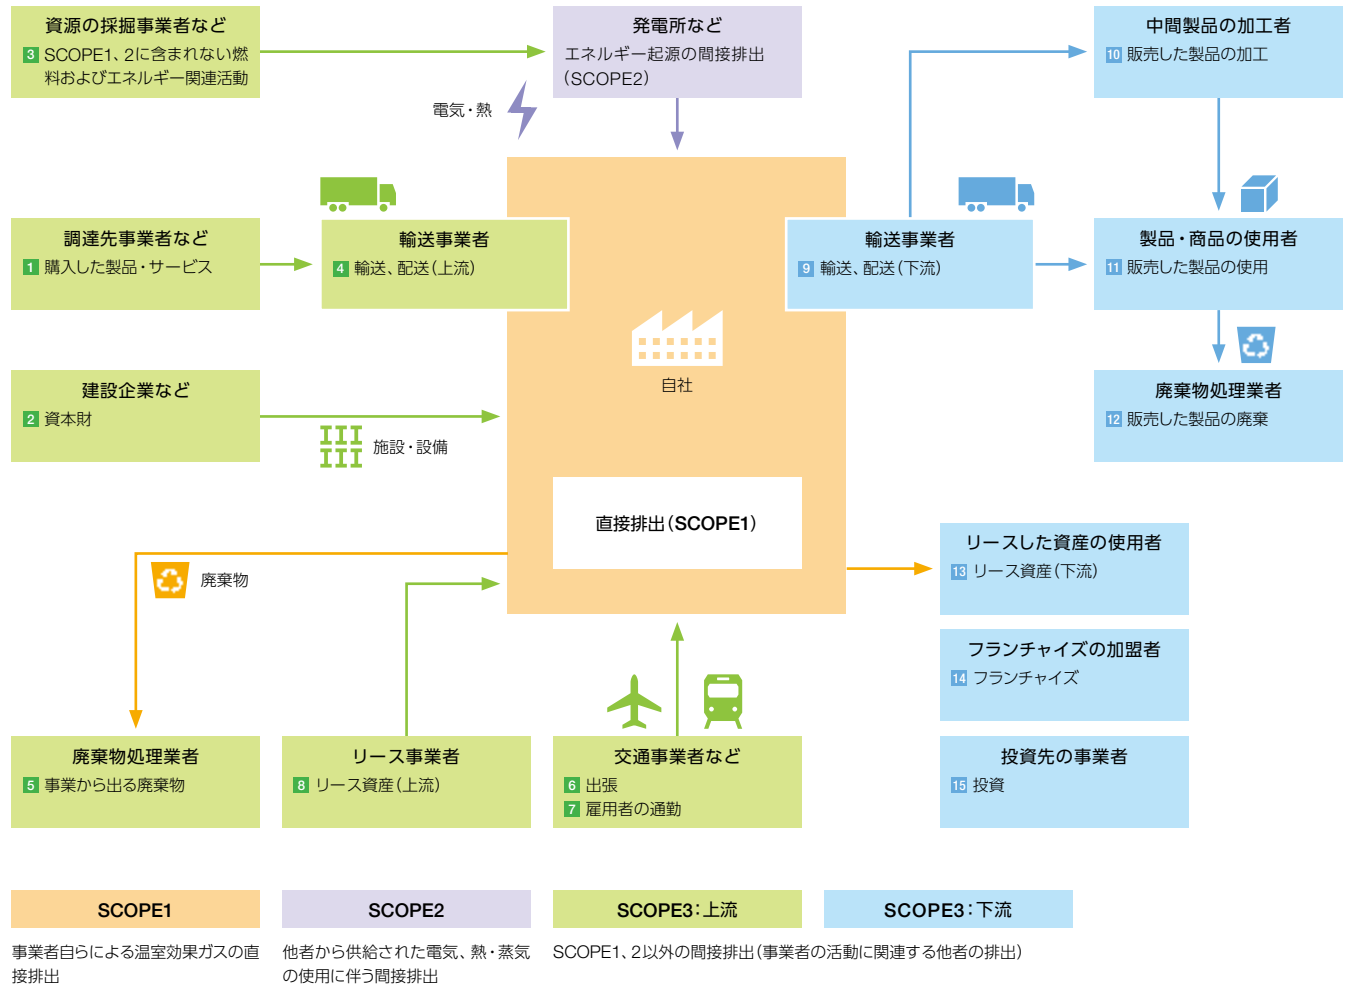 資源の採掘事業者など
3 SCOPE1、2に含まれない燃
料およびエネルギー関連活動
発電所など
エネルギー起源の間接排出
（SCOPE2）
中間製品の加工者
10 販売した製品の加工
電気・熱
調達先事業者など
1 購入した製品・サービス
輸送事業者
4 輸送、配送（上流）
輸送事業者
9 輸送、配送（下流）
製品・商品の使用者
11 販売した製品の使用
自社
建設企業など
2 資本財
施設・設備
廃棄物処理業者
12 販売した製品の廃棄
直接排出（SCOPE1）
リースした資産の使用者
13 リース資産（下流）
廃棄物
フランチャイズの加盟者
14 フランチャイズ
廃棄物処理業者
5 事業から出る廃棄物
リース事業者
8 リース資産（上流）
交通事業者など
6 出張
7 雇用者の通勤
投資先の事業者
15 投資
SCOPE1
事業者自らによる温室効果ガスの直
接排出
SCOPE2
他者から供給された電気、熱・蒸気
の使用に伴う間接排出
SCOPE3：上流
SCOPE3：下流
SCOPE1、2以外の間接排出（事業者の活動に関連する他者の排出）